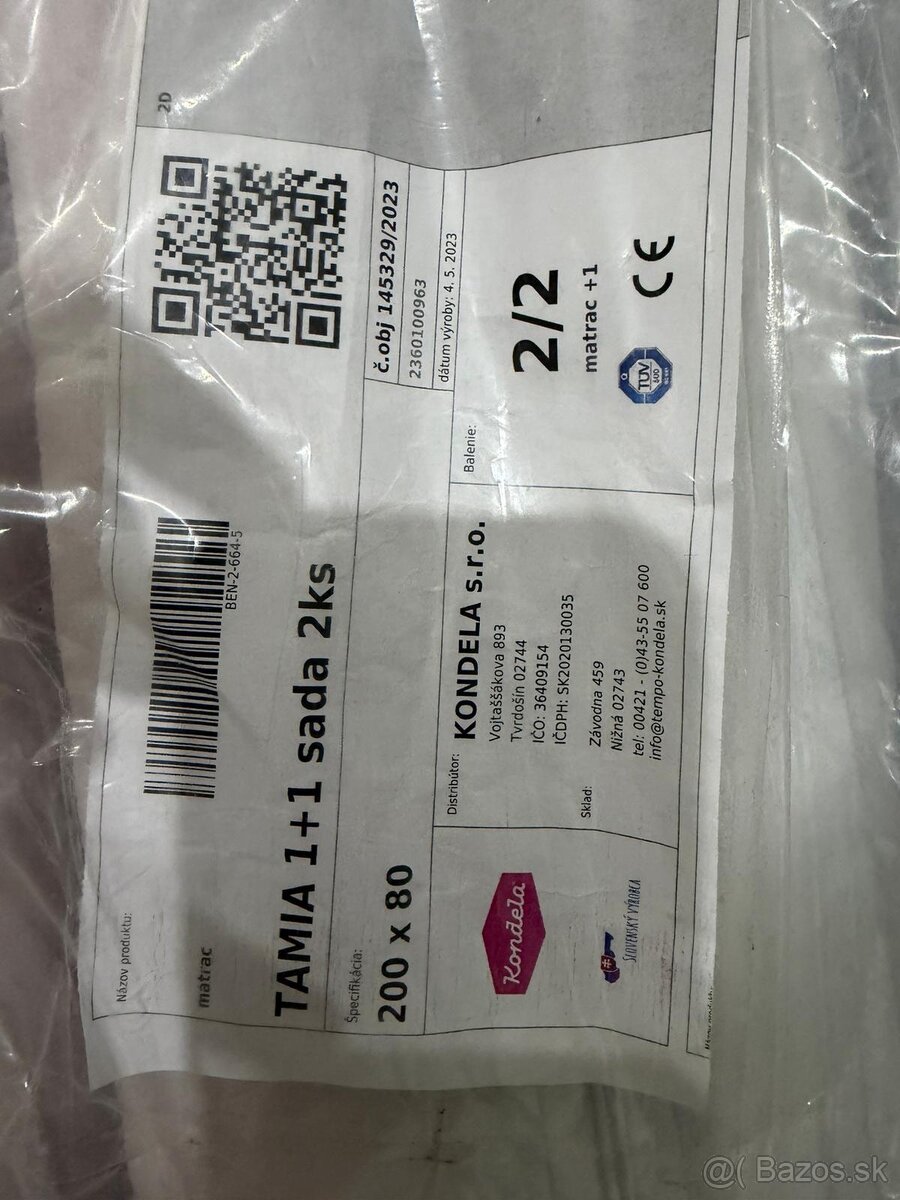 2D
Názov produktu:
BEN-2-664-5
matrac
TAMIA 1+1 sada 2ks
Špecifikácia:
200 x 80
č.obj 145329/2023
2360100963
dátum výroby: 4. 5. 2023
Kondela
SLOVENSKÝ VÝROBCA
Distribútor:
KONDELA s.r.o.
Vojtaššákova 893
Tvrdošín 02744
IČO: 36409154
IČDPH: SK2020130035
Sklad:
Závodna 459
Nižná 02743
tel: 00421 - (0)43-55 07 600
info@tempo-kondela.sk
Balenie:
2/2
matrac +1
TÜV
SÜD
CE
Názov produktu:
@( Bazos.sk